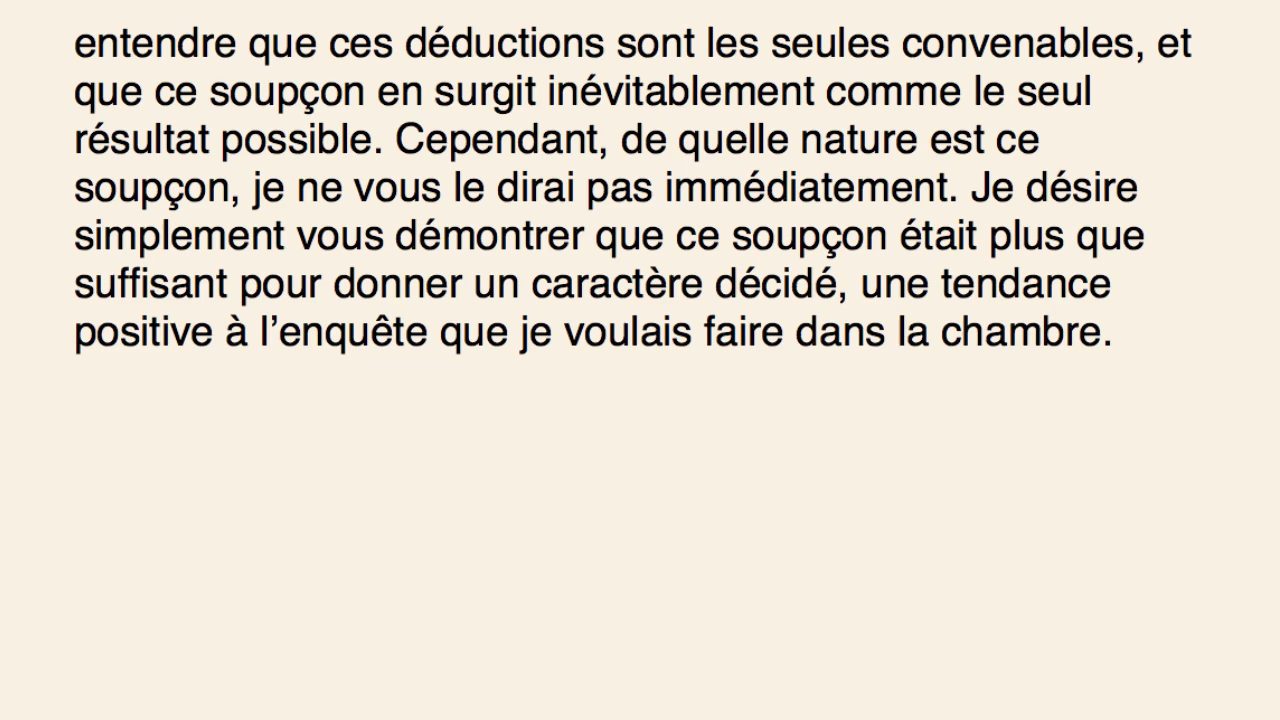 entendre que ces déductions sont les seules convenables, et
que ce soupçon en surgit inévitablement comme le seul
résultat possible. Cependant, de quelle nature est ce
soupçon, je ne vous le dirai pas immédiatement. Je désire
simplement vous démontrer que ce soupçon était plus que
suffisant pour donner un caractère décidé, une tendance
positive à l’enquête que je voulais faire dans la chambre.